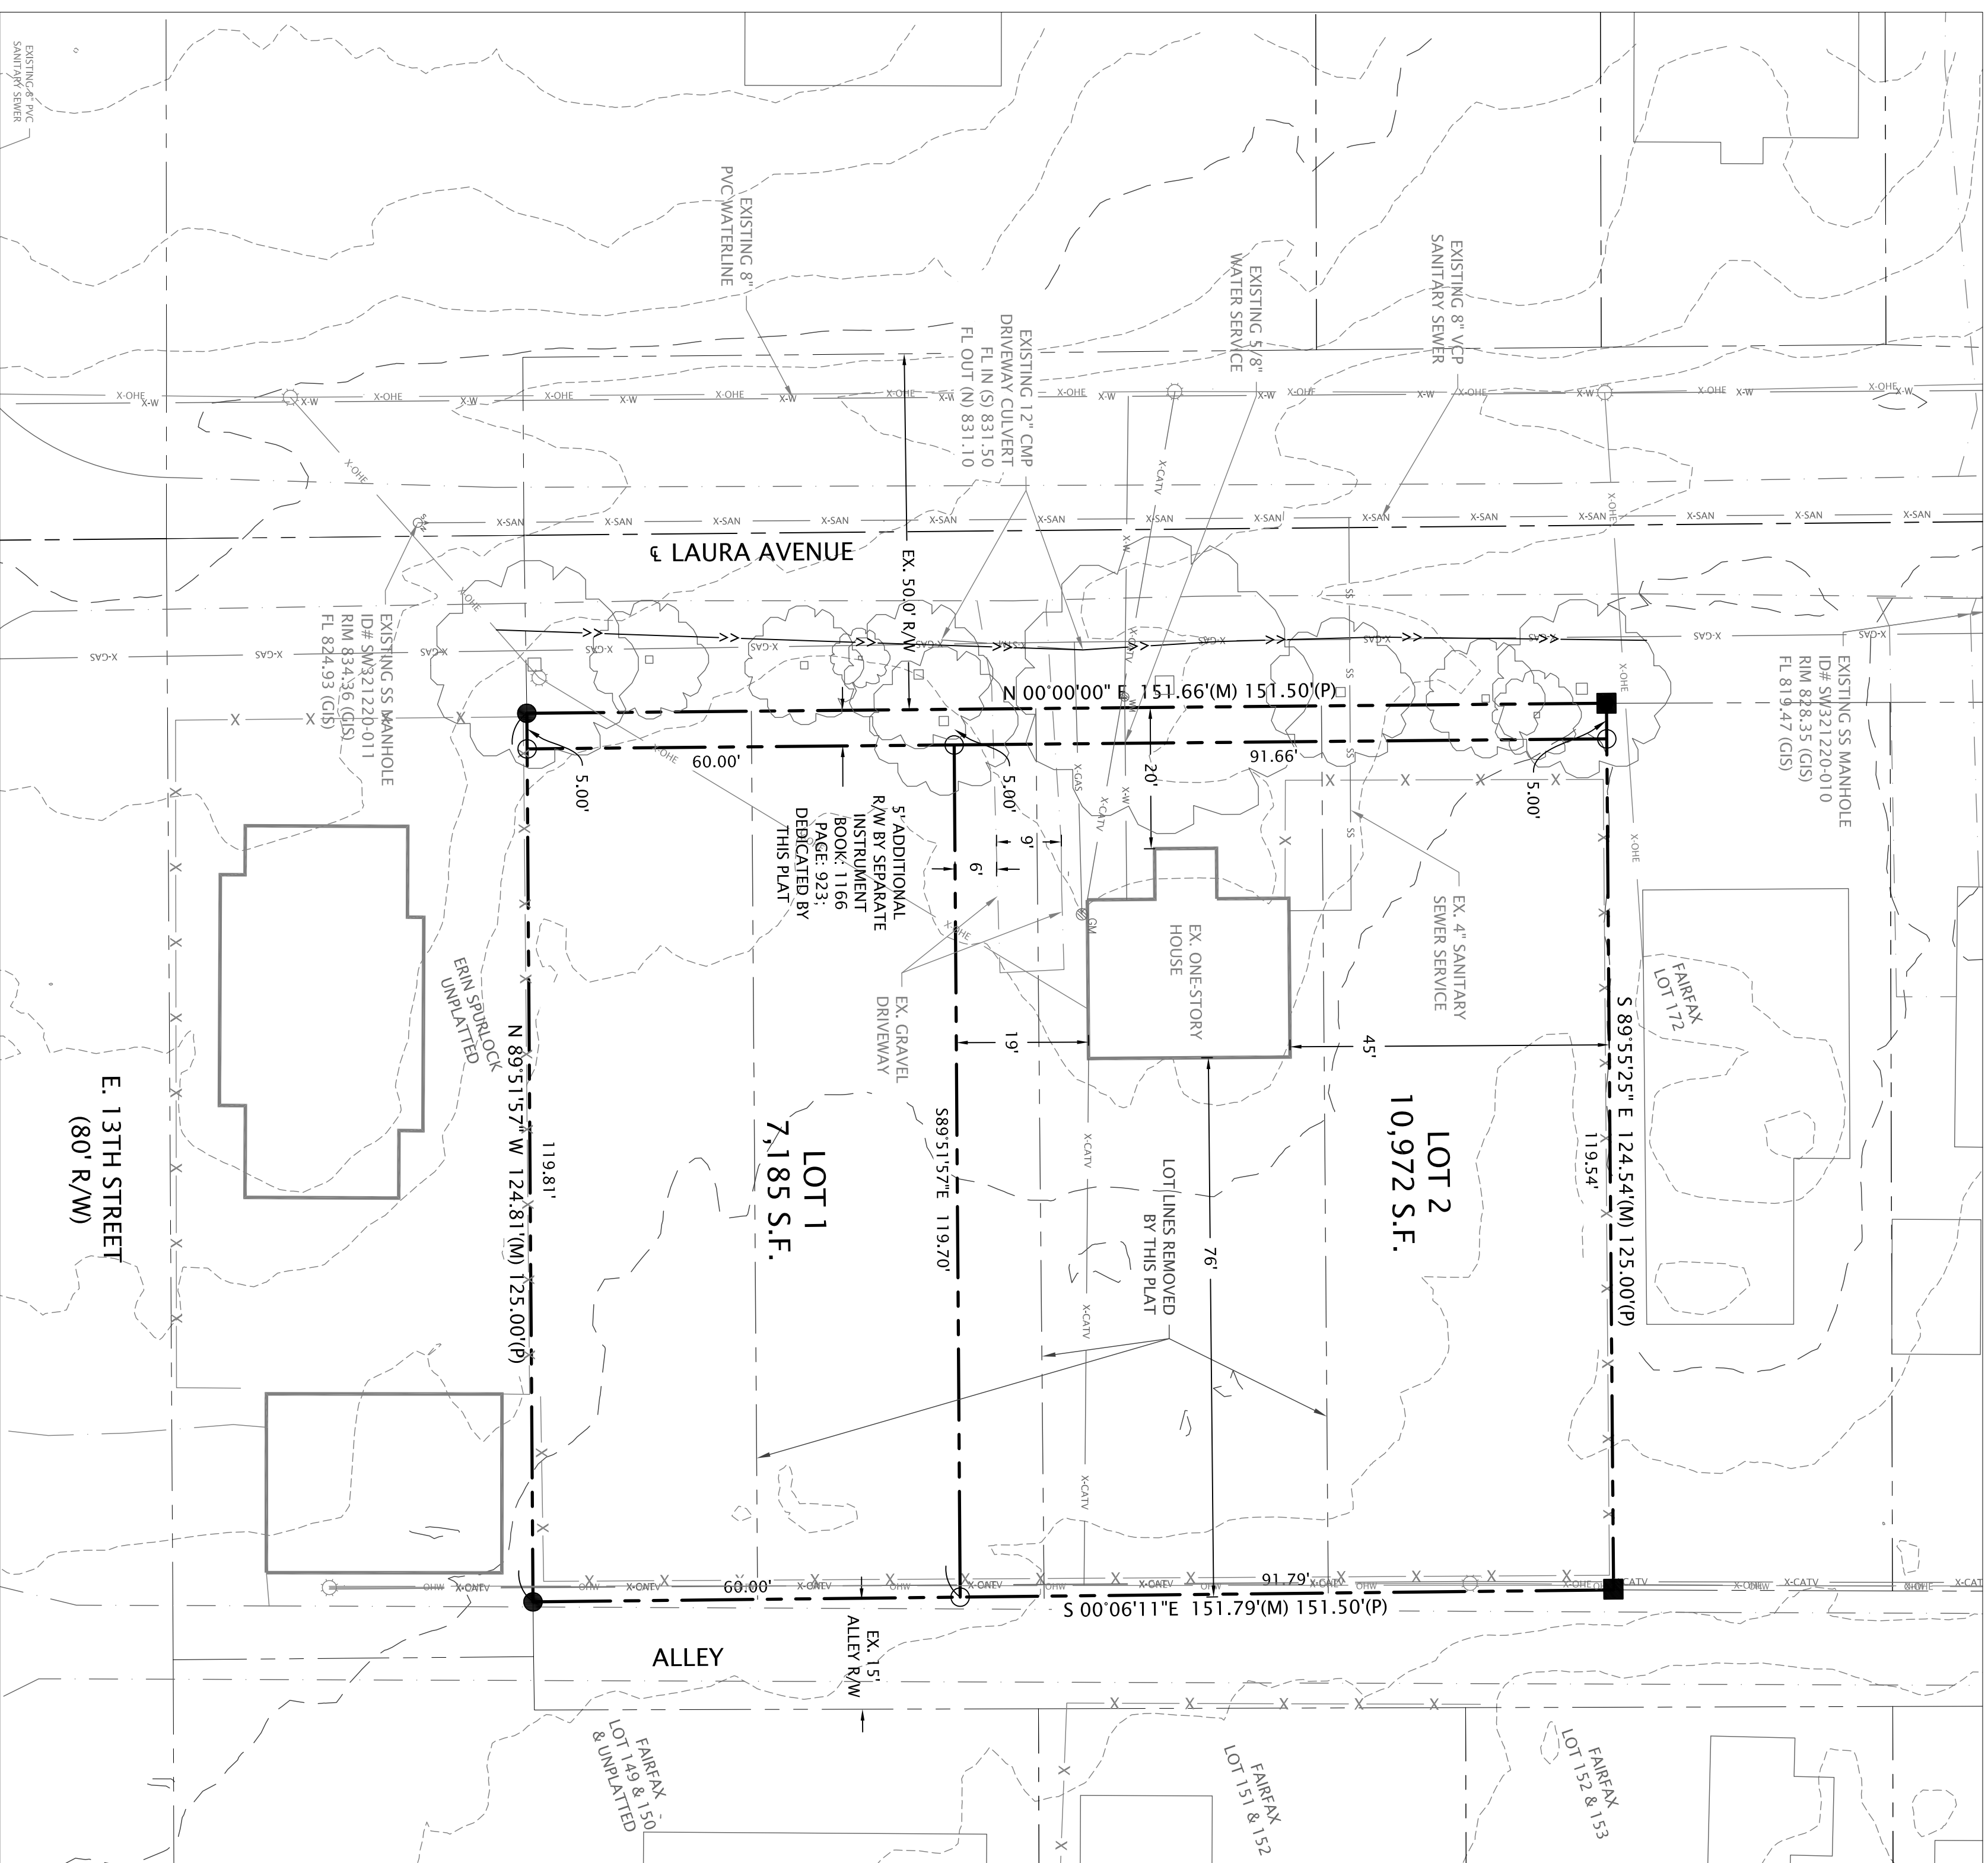 EXISTING 8" PVC
SANITARY SEWER
EXISTING 8"
PVC WATERLINE
EXISTING 12" CMP
DRIVEWAY CULVERT
FL IN (S) 831.50
FL OUT (N) 831.10
EXISTING 5/8"
WATER SERVICE
EXISTING 8" VCP
SANITARY SEWER
℄ LAURA AVENUE
EX. 50.0' R/W
EXISTING SS MANHOLE
ID# SW321220-011
RIM 834.36 (GIS)
FL 824.93 (GIS)
EXISTING SS MANHOLE
ID# SW321220-010
RIM 828.35 (GIS)
FL 819.47 (GIS)
N 00°00'00" E 151.66'(M) 151.50'(P)
60.00'
91.66'
5.00'
5.00'
5.00'
20'
9'
6'
5' ADDITIONAL
R/W BY SEPARATE
INSTRUMENT
BOOK: 1166
PAGE: 923;
DEDICATED BY
THIS PLAT
GM
EX. ONE-STORY
HOUSE
EX. 4" SANITARY
SEWER SERVICE
EX. GRAVEL
DRIVEWAY
19'
45'
76'
FAIRFAX
LOT 172
ERIN SPURLOCK
UNPLATTED
N 89°51'57" W 124.81'(M) 125.00'(P)
119.81'
S89°51'57"E 119.70'
S 89°55'25" E 124.54'(M) 125.00'(P)
119.54'
LOT 1
7,185 S.F.
LOT 2
10,972 S.F.
LOT LINES REMOVED
BY THIS PLAT
E. 13TH STREET
(80' R/W)
60.00'
91.79'
S 00°06'11"E 151.79'(M) 151.50'(P)
ALLEY
EX. 15'
ALLEY R/W
FAIRFAX
LOT 149 & 150
& UNPLATTED
FAIRFAX
LOT 151 & 152
FAIRFAX
LOT 152 & 153
X-OHE
X-W
X-SAN
X-GAS
X-CATV
SS
OHW